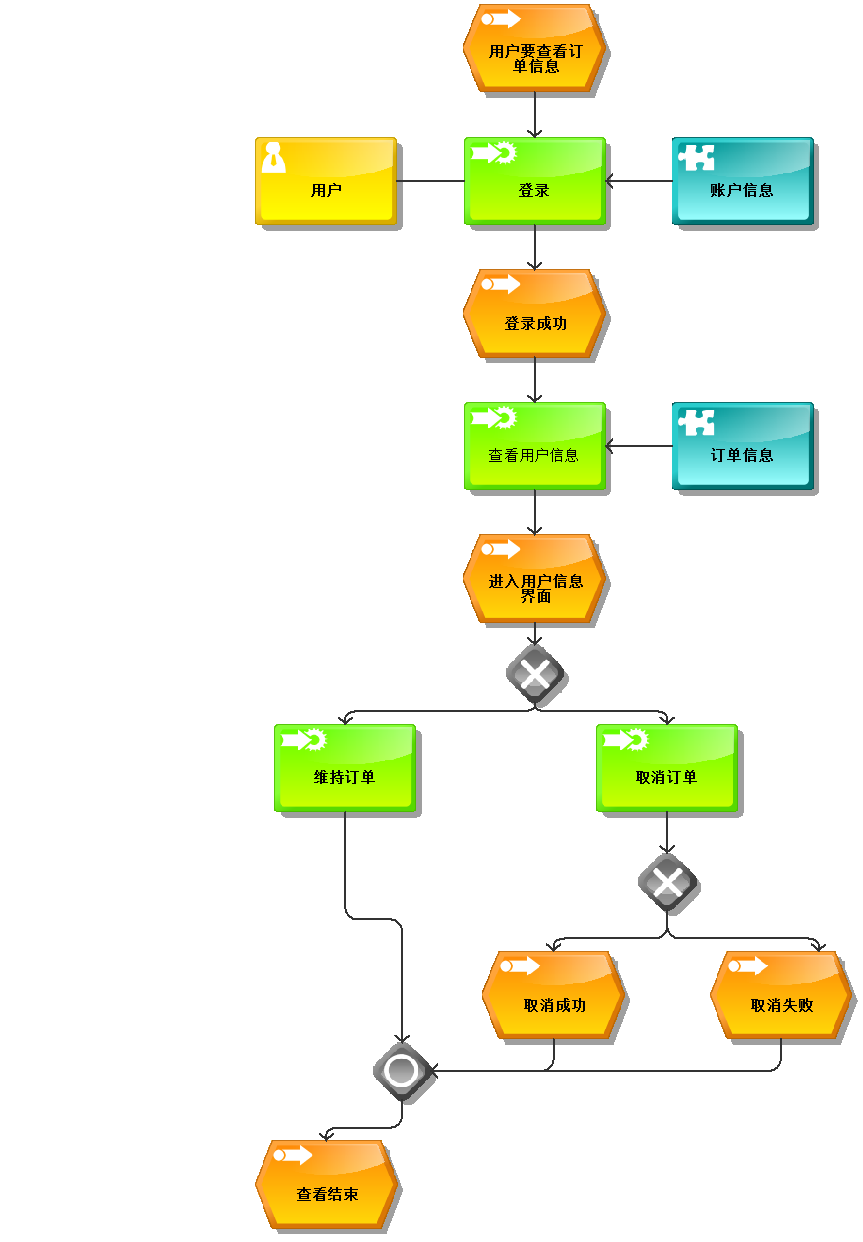 用户要查看订
单信息
用户
登录
账户信息
登录成功
查看用户信息
订单信息
进入用户信息
界面
维持订单
取消订单
取消成功
取消失败
查看结束